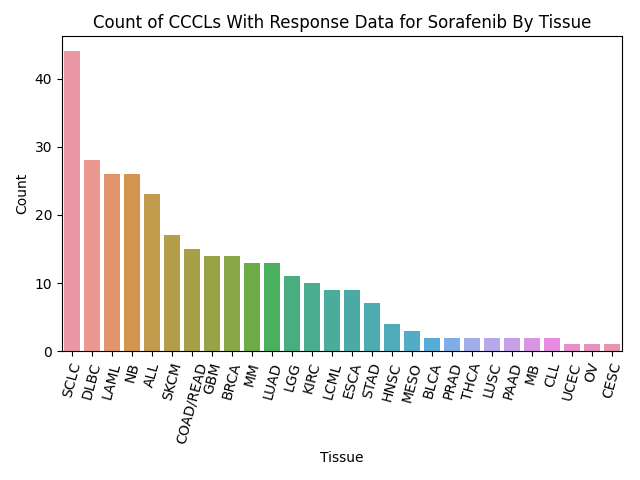 Count of CCCLs With Response Data for Sorafenib By Tissue
Count
40
30
20
10
0
SCLC
DLBC
LAML
NB
ALL
SKCM
COAD/READ
GBM
BRCA
MM
LUAD
LGG
KIRC
LCML
ESCA
STAD
HNSC
MESO
BLCA
PRAD
THCA
LUSC
PAAD
MB
CLL
UCEC
OV
CESC
Tissue